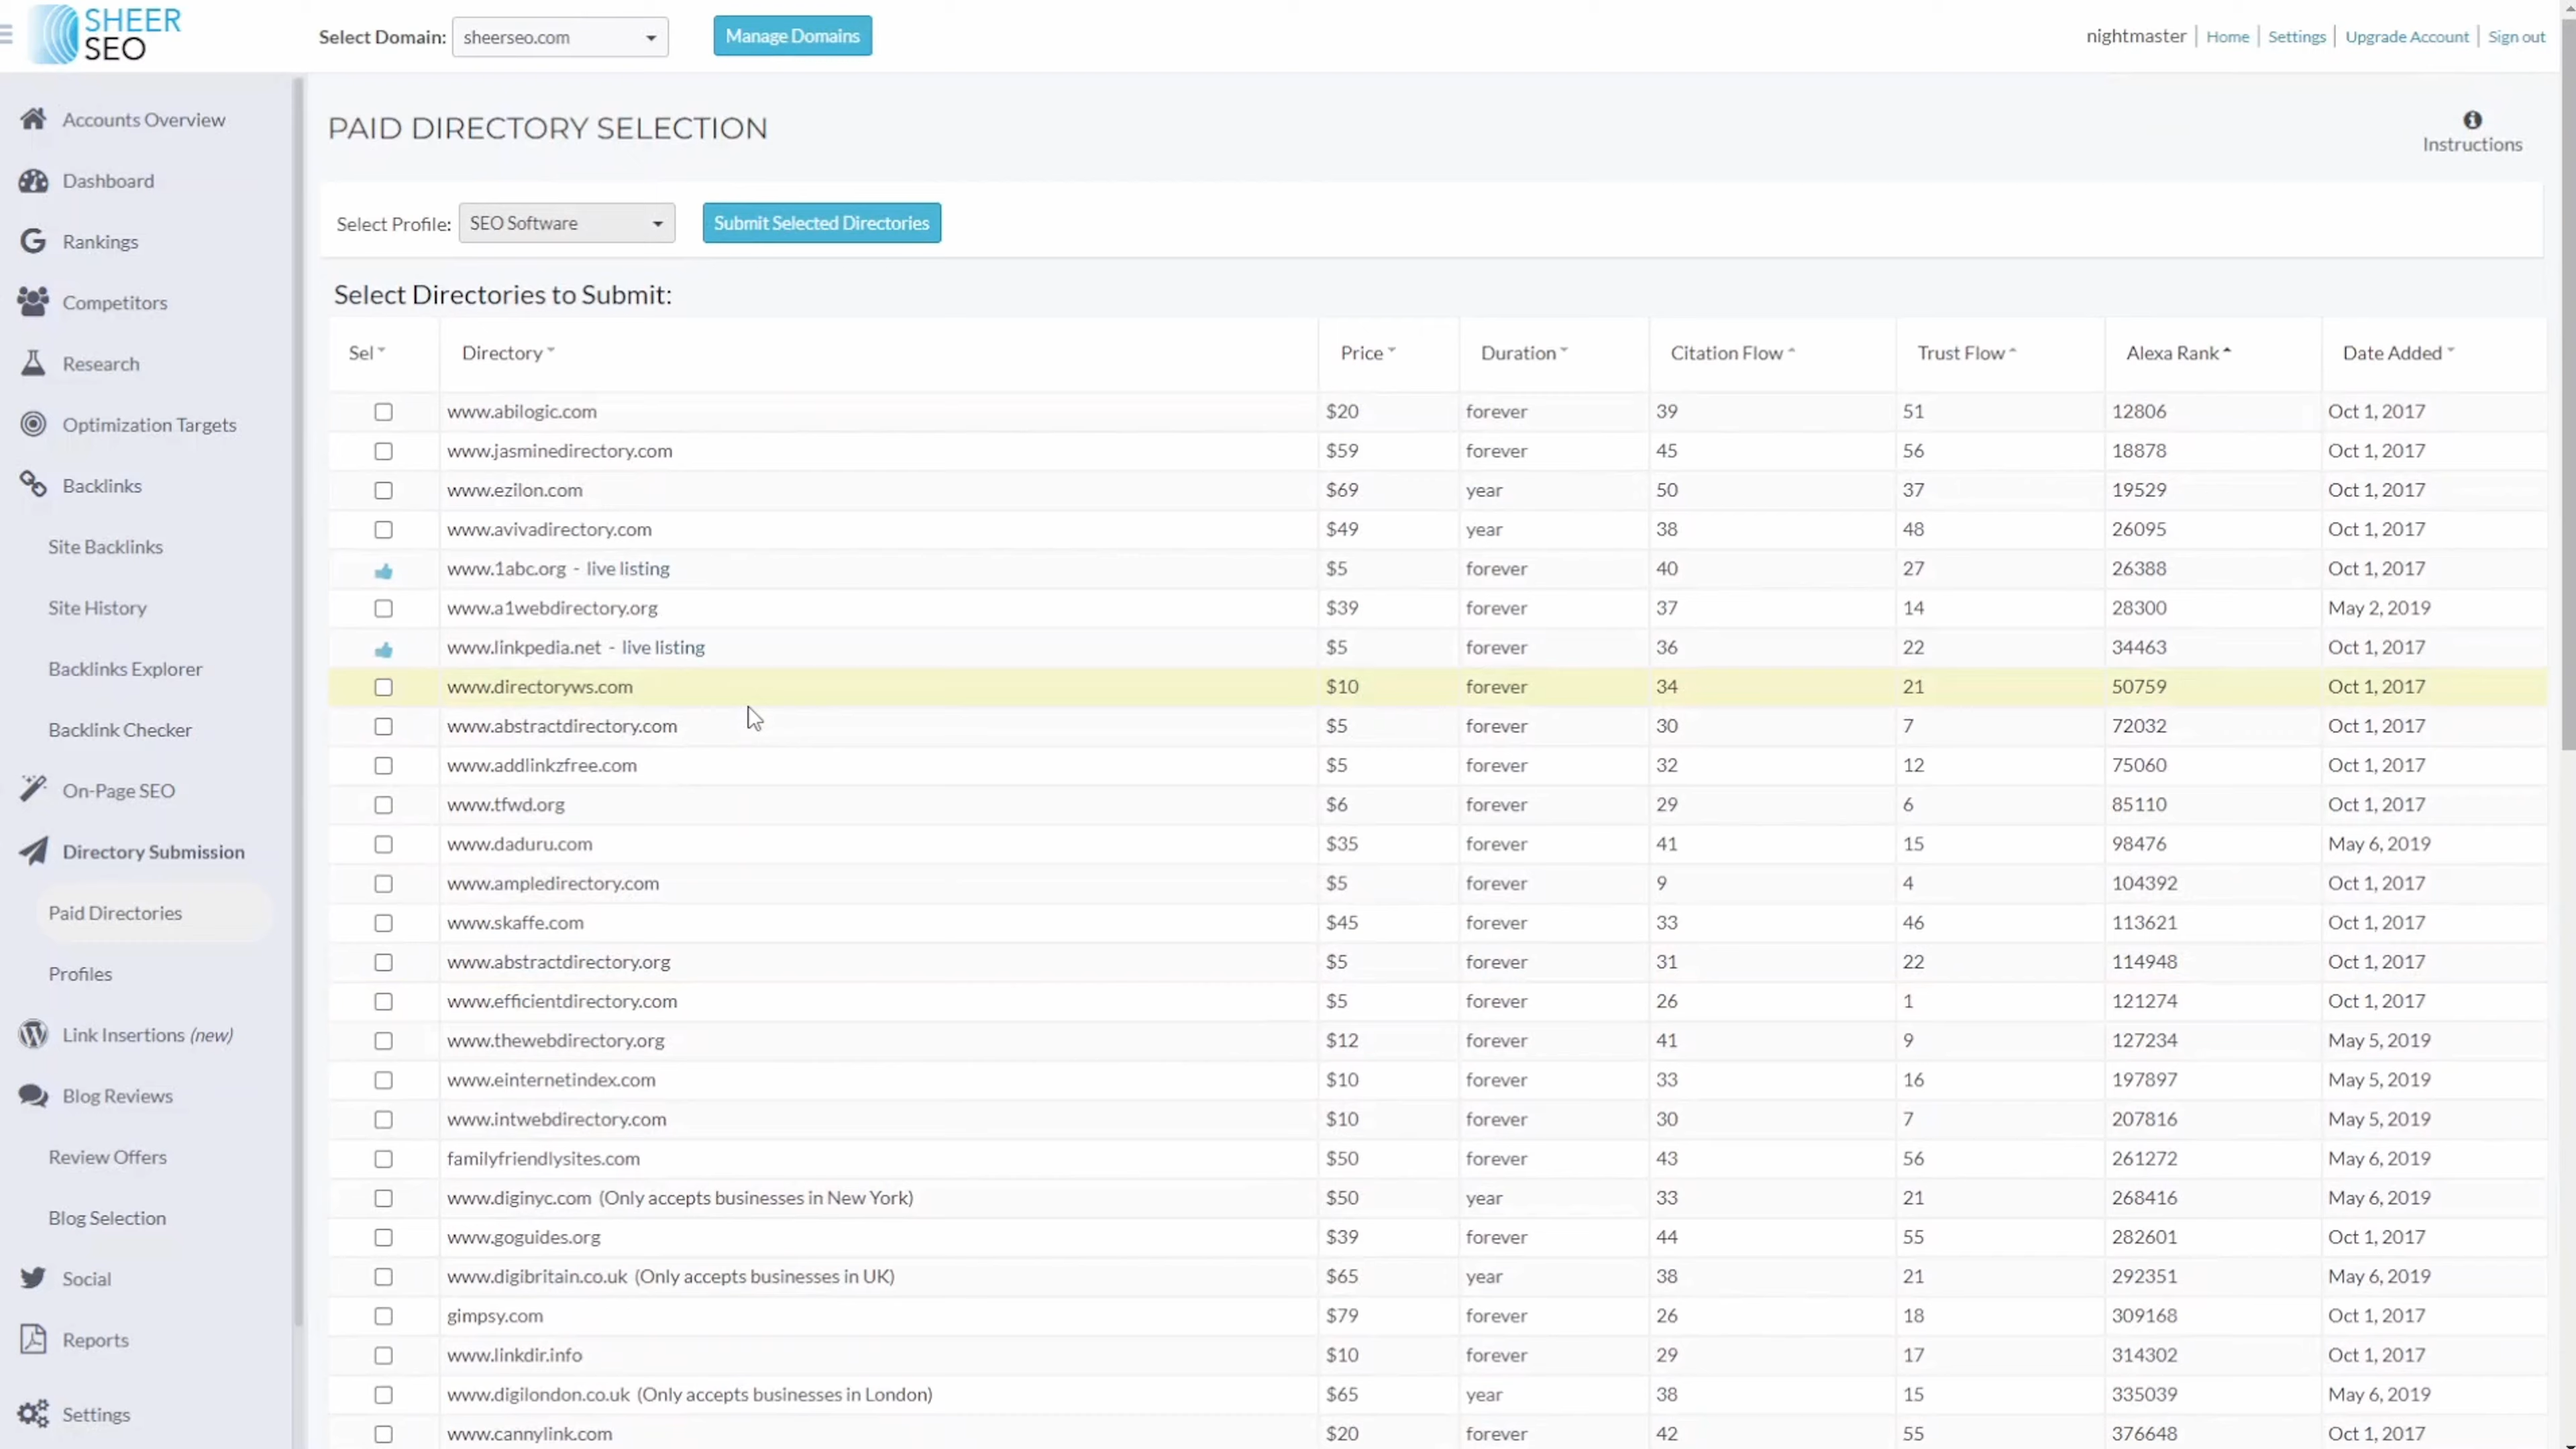 SHEER
SEO
Select Domain: sheerseo.com Manage Domains
nightmaster Home Settings Upgrade Account Sign out
Accounts Overview
Dashboard
Rankings
Competitors
Research
Optimization Targets
Backlinks
Site Backlinks
Site History
Backlinks Explorer
Backlink Checker
On-Page SEO
Directory Submission
Paid Directories
Profiles
Link Insertions (new)
Blog Reviews
Review Offers
Blog Selection
Social
Reports
Settings
PAID DIRECTORY SELECTION
Instructions
Select Profile: SEO Software Submit Selected Directories
Select Directories to Submit:
Sel Directory Price Duration Citation Flow Trust Flow Alexa Rank Date Added
www.abilogic.com $20 forever 39 51 12806 Oct 1, 2017
www.jasminedirectory.com $59 forever 45 56 18878 Oct 1, 2017
www.ezilon.com $69 year 50 37 19529 Oct 1, 2017
www.avivadirectory.com $49 year 38 48 26095 Oct 1, 2017
www.1abc.org - live listing $5 forever 40 27 26388 Oct 1, 2017
www.a1webdirectory.org $39 forever 37 14 28300 May 2, 2019
www.linkpedia.net - live listing $5 forever 36 22 34463 Oct 1, 2017
www.directoryws.com $10 forever 34 21 50759 Oct 1, 2017
www.abstractdirectory.com $5 forever 30 7 72032 Oct 1, 2017
www.addlinkzfree.com $5 forever 32 12 75060 Oct 1, 2017
www.tfwd.org $6 forever 29 6 85110 Oct 1, 2017
www.daduru.com $35 forever 41 15 98476 May 6, 2019
www.ampledirectory.com $5 forever 9 4 104392 Oct 1, 2017
www.skaffe.com $45 forever 33 46 113621 Oct 1, 2017
www.abstractdirectory.org $5 forever 31 22 114948 Oct 1, 2017
www.efficientdirectory.com $5 forever 26 1 121274 Oct 1, 2017
www.thewebdirectory.org $12 forever 41 9 127234 May 5, 2019
www.einternetindex.com $10 forever 33 16 197897 May 5, 2019
www.intwebdirectory.com $10 forever 30 7 207816 May 5, 2019
familyfriendlysites.com $50 forever 43 56 261272 May 6, 2019
www.diginyc.com (Only accepts businesses in New York) $50 year 33 21 268416 May 6, 2019
www.goguides.org $39 forever 44 55 282601 Oct 1, 2017
www.digibritain.co.uk (Only accepts businesses in UK) $65 year 38 21 292351 May 6, 2019
gimpsy.com $79 forever 26 18 309168 Oct 1, 2017
www.linkdir.info $10 forever 29 17 314302 Oct 1, 2017
www.digilondon.co.uk (Only accepts businesses in London) $65 year 38 15 335039 May 6, 2019
www.cannylink.com $20 forever 42 55 376648 Oct 1, 2017